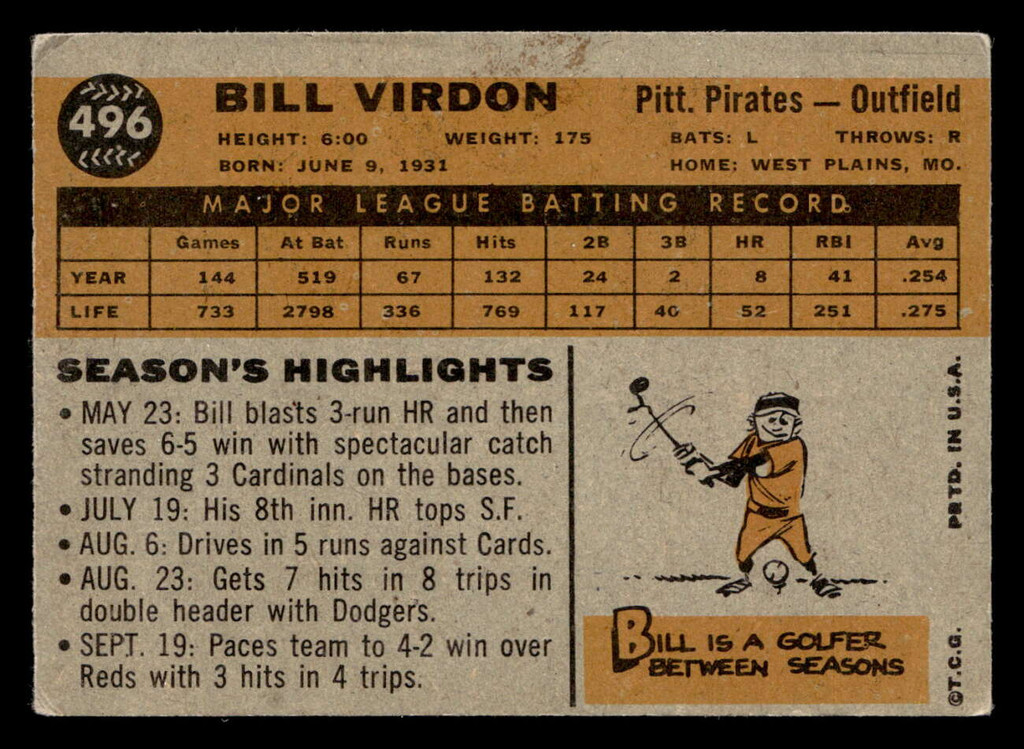 496
BILL VIRDON
Pitt. Pirates — Outfield
HEIGHT: 6:00 WEIGHT: 175 BATS: L THROWS: R
BORN: JUNE 9, 1931 HOME: WEST PLAINS, MO.
MAJOR LEAGUE BATTING RECORD
Games At Bat Runs Hits 2B 3B HR RBI Avg
YEAR 144 519 67 132 24 2 8 41 .254
LIFE 733 2798 336 769 117 40 52 251 .275
SEASON'S HIGHLIGHTS
• MAY 23: Bill blasts 3-run HR and then
saves 6-5 win with spectacular catch
stranding 3 Cardinals on the bases.
• JULY 19: His 8th inn. HR tops S.F.
• AUG. 6: Drives in 5 runs against Cards.
• AUG. 23: Gets 7 hits in 8 trips in
double header with Dodgers.
• SEPT. 19: Paces team to 4-2 win over
Reds with 3 hits in 4 trips.
BILL IS A GOLFER
BETWEEN SEASONS
©T.C.G. PRTD. IN U.S.A.